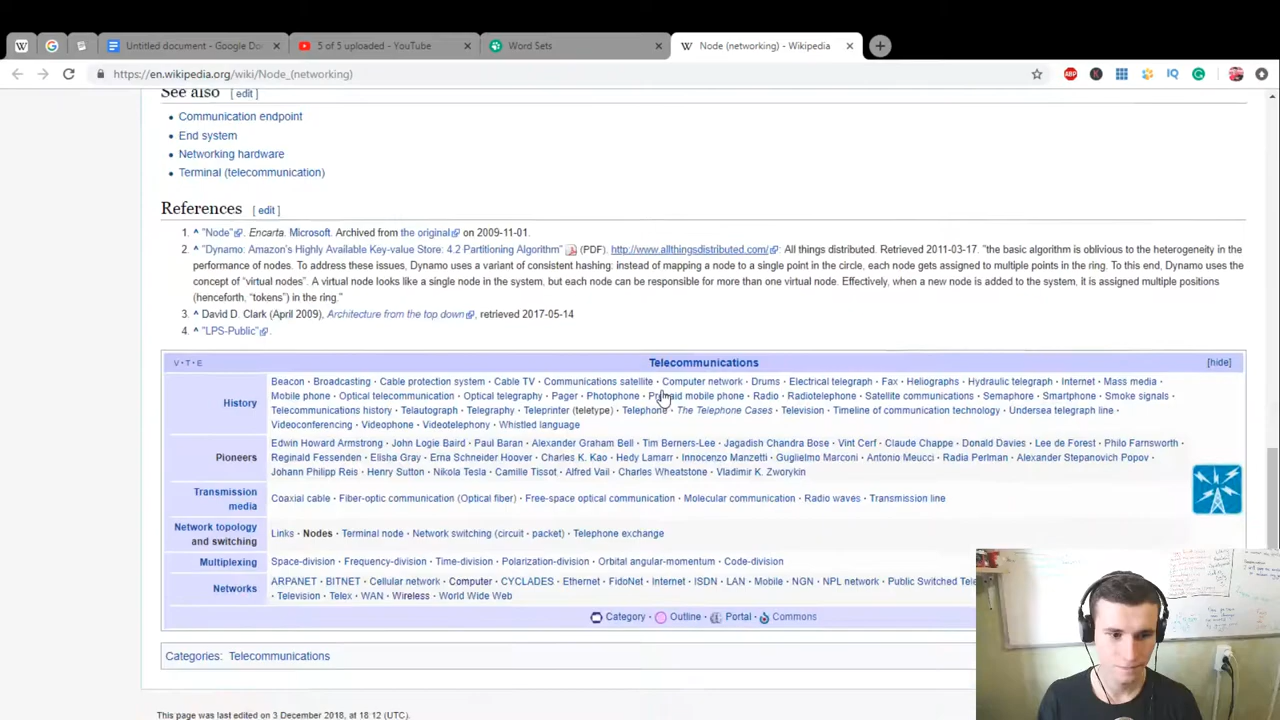 Untitled document - Google Do
5 of 5 uploaded - YouTube
Word Sets
Node (networking) - Wikipedia
https://en.wikipedia.org/wiki/Node_(networking)
See also [ edit ]
Communication endpoint
End system
Networking hardware
Terminal (telecommunication)
References [ edit ]
1. ^ "Node". Encarta. Microsoft. Archived from the original on 2009-11-01.
2. ^ "Dynamo: Amazon's Highly Available Key-value Store: 4.2 Partitioning Algorithm" (PDF). http://www.allthingsdistributed.com/: All things distributed. Retrieved 2011-03-17. "the basic algorithm is oblivious to the heterogeneity in the
performance of nodes. To address these issues, Dynamo uses a variant of consistent hashing: instead of mapping a node to a single point in the circle, each node gets assigned to multiple points in the ring. To this end, Dynamo uses the
concept of "virtual nodes". A virtual node looks like a single node in the system, but each node can be responsible for more than one virtual node. Effectively, when a new node is added to the system, it is assigned multiple positions
(henceforth, "tokens") in the ring."
3. ^ David D. Clark (April 2009), Architecture from the top down, retrieved 2017-05-14
4. ^ "LPS-Public".
V·T·E Telecommunications [hide]
History
Beacon · Broadcasting · Cable protection system · Cable TV · Communications satellite · Computer network · Drums · Electrical telegraph · Fax · Heliographs · Hydraulic telegraph · Internet · Mass media ·
Mobile phone · Optical telecommunication · Optical telegraphy · Pager · Photophone · Prepaid mobile phone · Radio · Radiotelephone · Satellite communications · Semaphore · Smartphone · Smoke signals ·
Telecommunications history · Telautograph · Telegraphy · Teleprinter (teletype) · Telephone · The Telephone Cases · Television · Timeline of communication technology · Undersea telegraph line ·
Videoconferencing · Videophone · Videotelephony · Whistled language
Pioneers
Edwin Howard Armstrong · John Logie Baird · Paul Baran · Alexander Graham Bell · Tim Berners-Lee · Jagadish Chandra Bose · Vint Cerf · Claude Chappe · Donald Davies · Lee de Forest · Philo Farnsworth ·
Reginald Fessenden · Elisha Gray · Erna Schneider Hoover · Charles K. Kao · Hedy Lamarr · Innocenzo Manzetti · Guglielmo Marconi · Antonio Meucci · Radia Perlman · Alexander Stepanovich Popov ·
Johann Philipp Reis · Henry Sutton · Nikola Tesla · Camille Tissot · Alfred Vail · Charles Wheatstone · Vladimir K. Zworykin
Transmission
media
Coaxial cable · Fiber-optic communication (Optical fiber) · Free-space optical communication · Molecular communication · Radio waves · Transmission line
Network topology
and switching
Links · Nodes · Terminal node · Network switching (circuit · packet) · Telephone exchange
Multiplexing
Space-division · Frequency-division · Time-division · Polarization-division · Orbital angular-momentum · Code-division
Networks
ARPANET · BITNET · Cellular network · Computer · CYCLADES · Ethernet · FidoNet · Internet · ISDN · LAN · Mobile · NGN · NPL network · Public Switched Tele
· Television · Telex · WAN · Wireless · World Wide Web
Category Outline Portal Commons
Categories: Telecommunications
This page was last edited on 3 December 2018, at 18:12 (UTC).